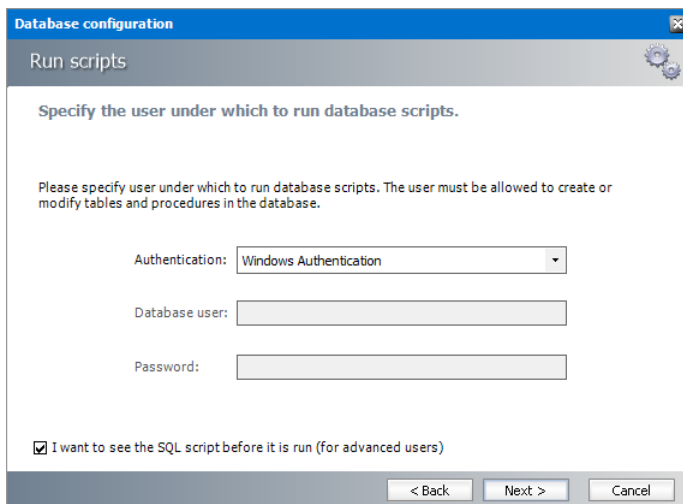 Database configuration
Run scripts
Specify the user under which to run database scripts.
Please specify user under which to run database scripts. The user must be allowed to create or
modify tables and procedures in the database.
Authentication: Windows Authentication
Database user:
Password:
I want to see the SQL script before it is run (for advanced users)
< Back Next > Cancel